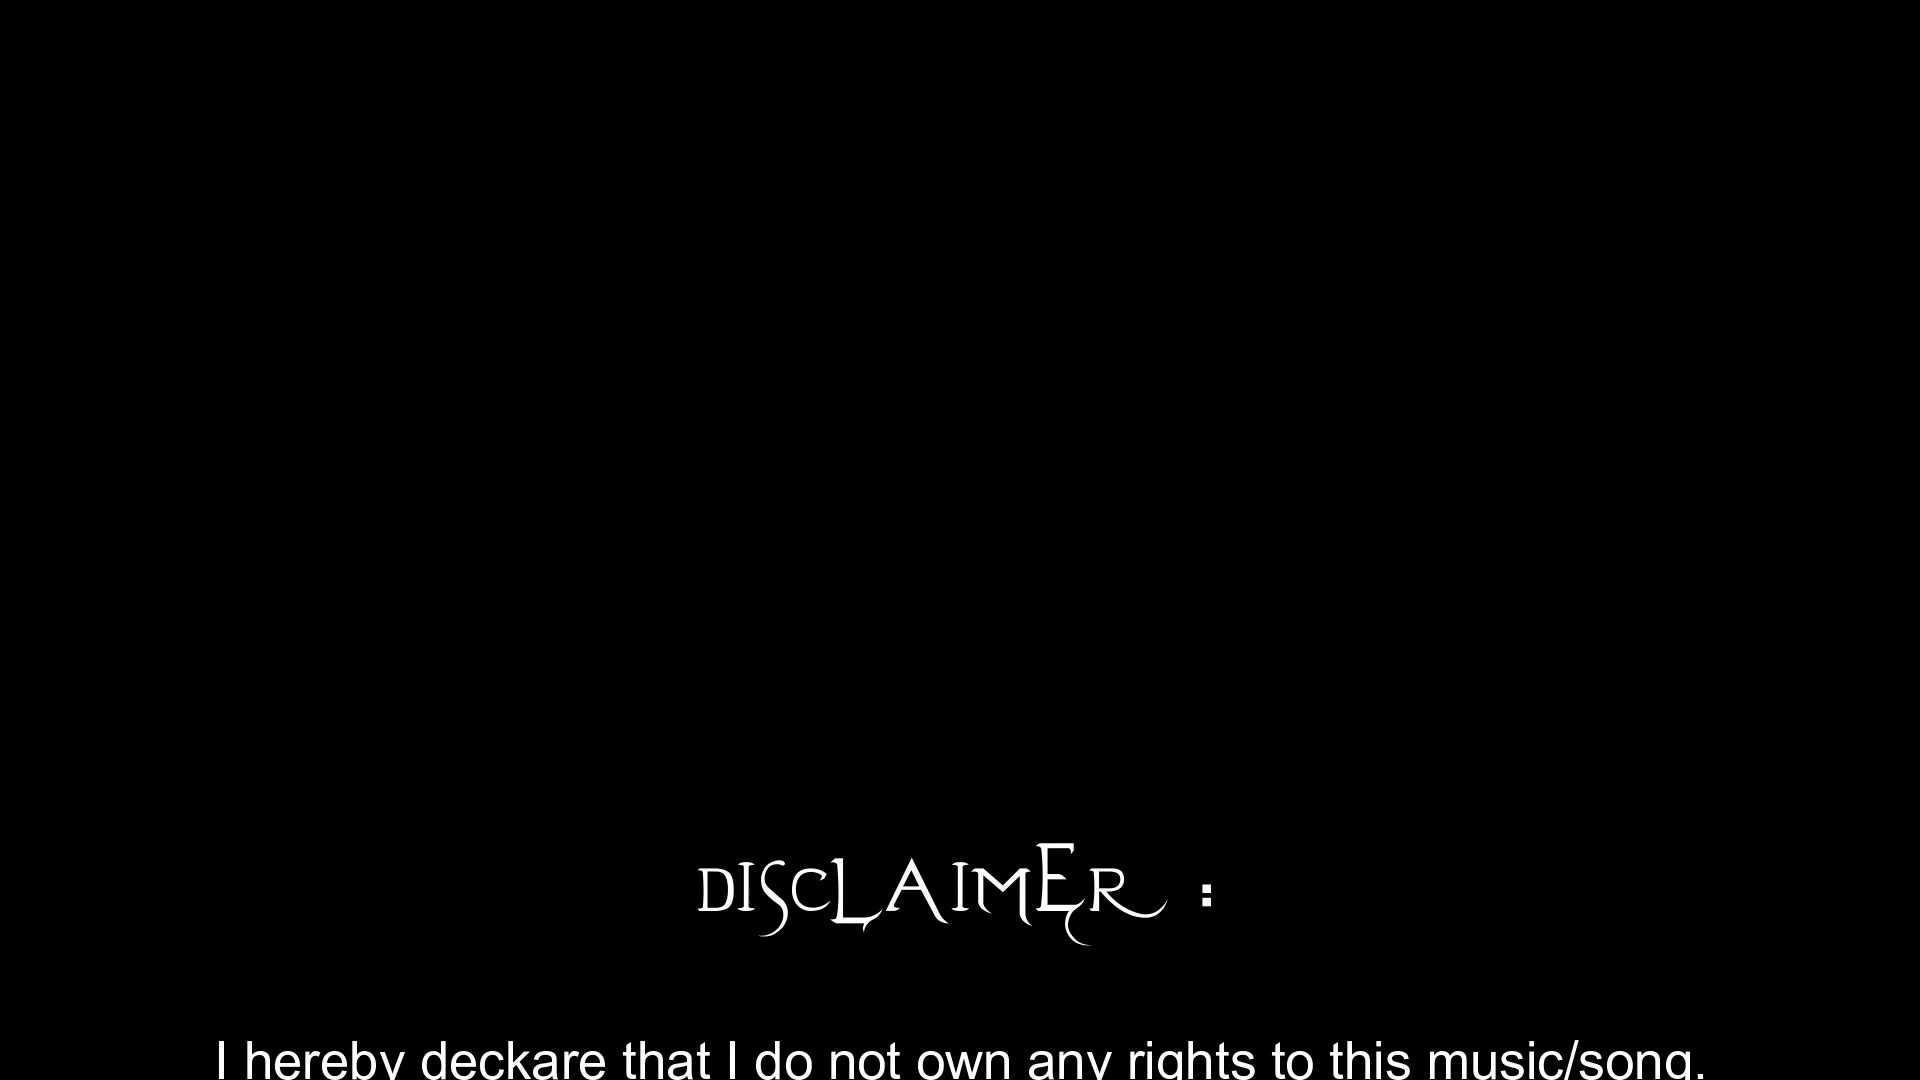 DISCLAIMER :
I hereby deckare that I do not own any rights to this music/song.